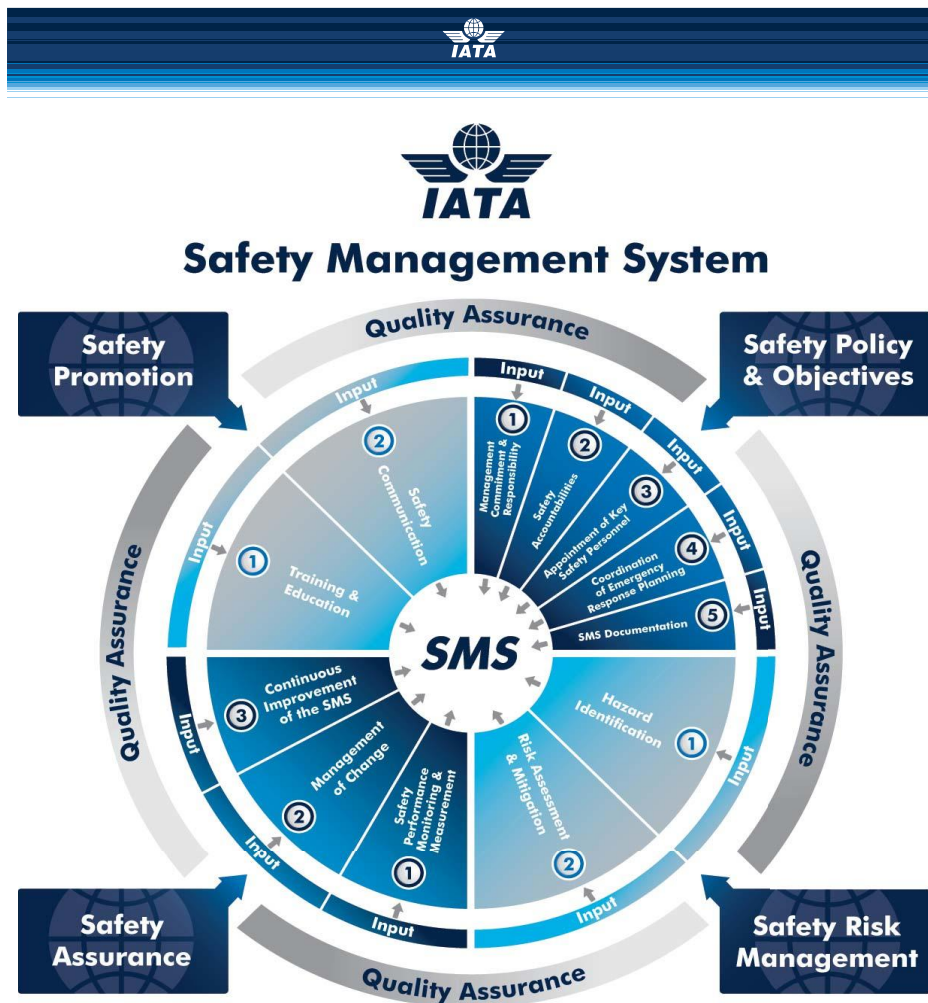 IATA
IATA
Safety Management System
Quality Assurance
Safety
Promotion
Safety Policy
& Objectives
Input
Input
Input
Input
Input
Input
Input
1
Management
Commitment &
Responsibility
2
Safety
Accountabilities
3
Appointment of Key
Safety Personnel
4
Coordination
of Emergency
Response Planning
5
SMS Documentation
2
Safety
Communication
1
Training &
Education
Quality Assurance
Quality Assurance
SMS
3
Continuous
Improvement
of the SMS
2
Management
of Change
1
Safety
Performance
Monitoring &
Measurement
Hazard
Identification
1
Risk Assessment
& Mitigation
2
Input
Input
Input
Input
Input
Safety
Assurance
Safety Risk
Management
Quality Assurance